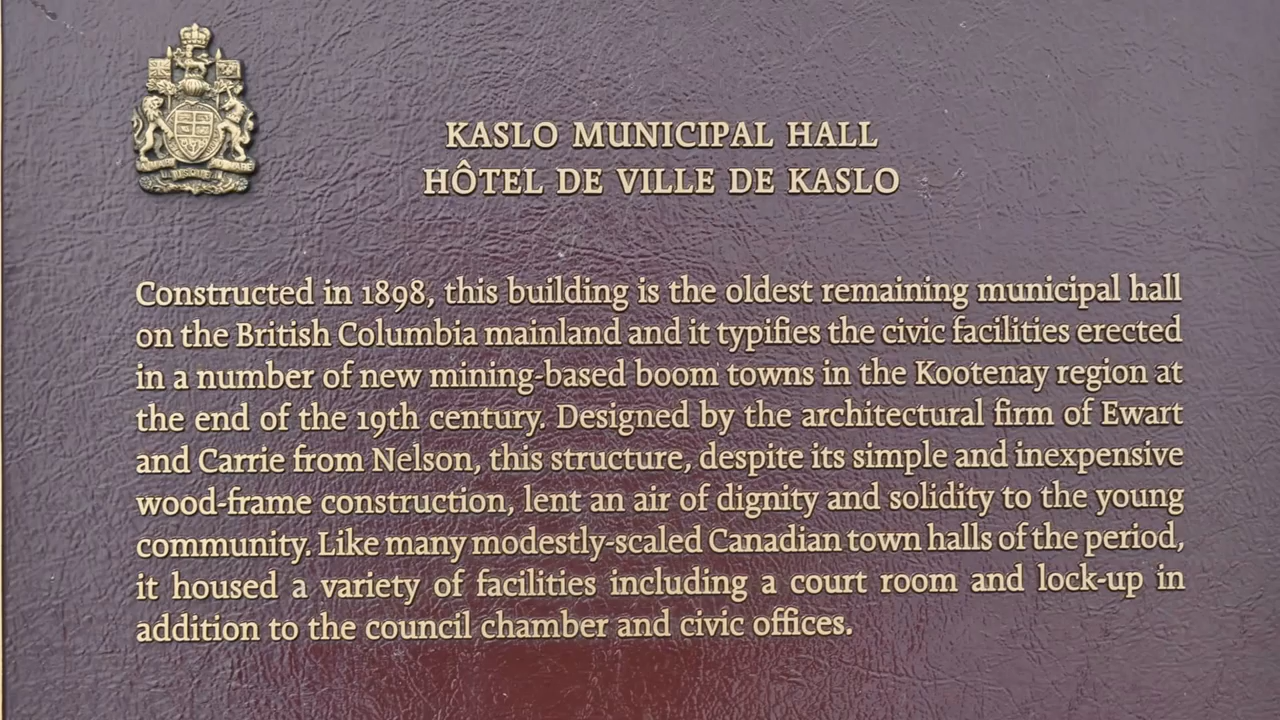 KASLO MUNICIPAL HALL
HÔTEL DE VILLE DE KASLO
Constructed in 1898, this building is the oldest remaining municipal hall
on the British Columbia mainland and it typifies the civic facilities erected
in a number of new mining-based boom towns in the Kootenay region at
the end of the 19th century. Designed by the architectural firm of Ewart
and Carrie from Nelson, this structure, despite its simple and inexpensive
wood-frame construction, lent an air of dignity and solidity to the young
community. Like many modestly-scaled Canadian town halls of the period,
it housed a variety of facilities including a court room and lock-up in
addition to the council chamber and civic offices.